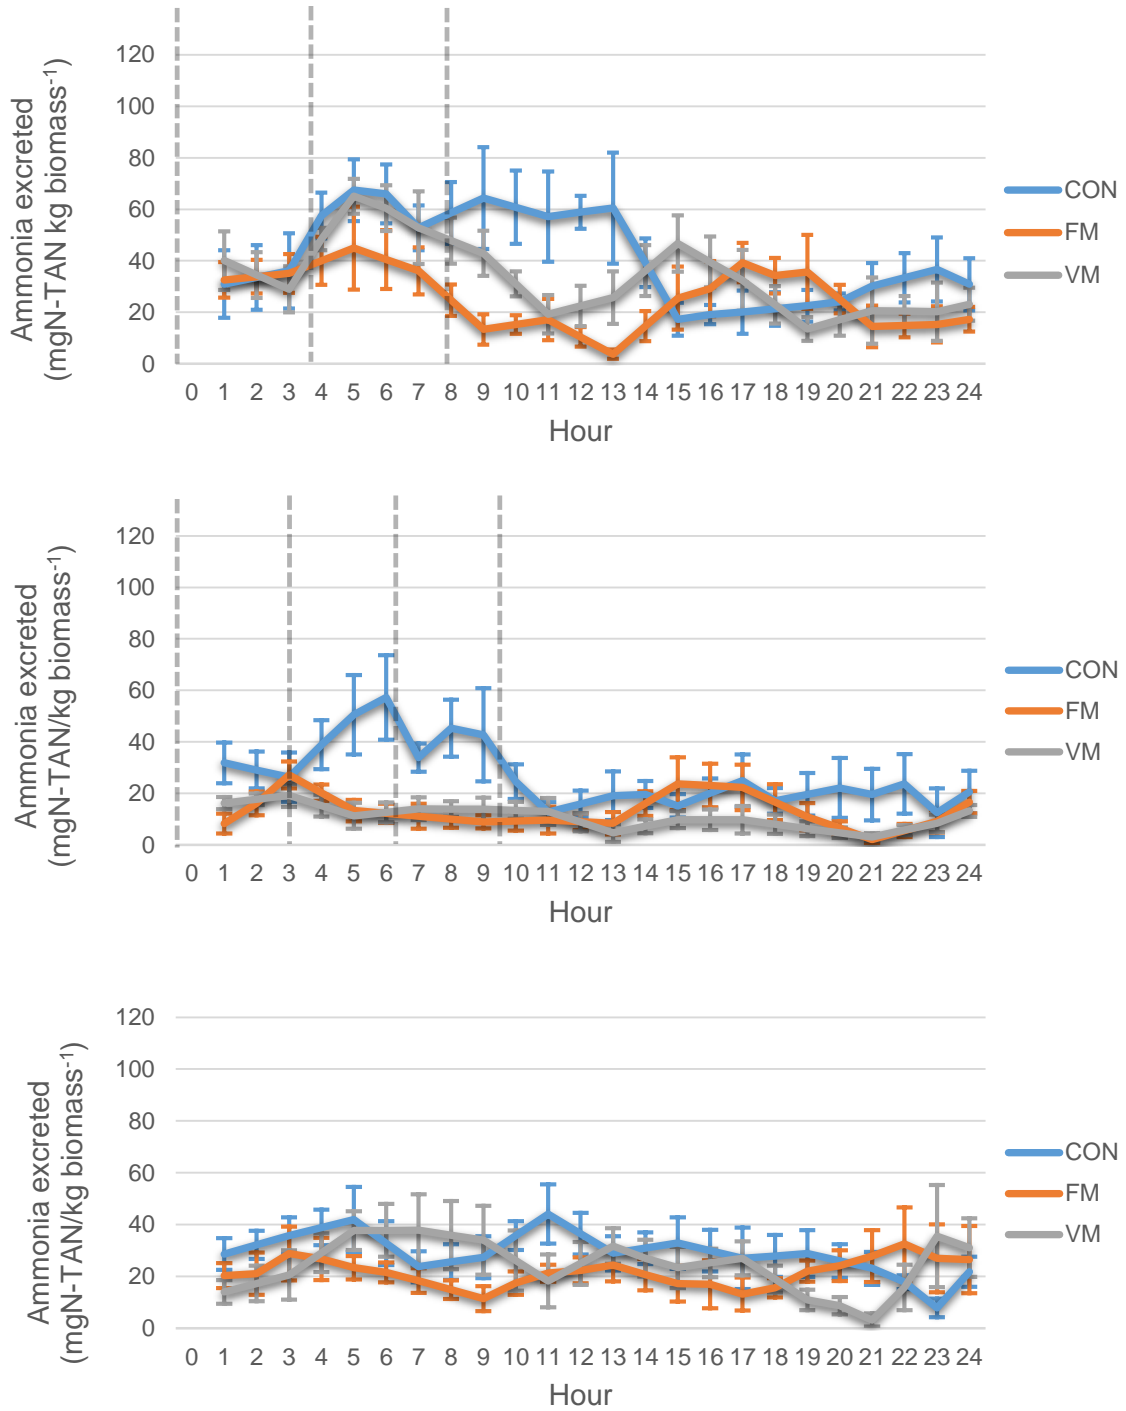 120
100
80
60
40
20
0
Ammonia excreted
(mgN-TAN kg biomass-1)
0 1 2 3 4 5 6 7 8 9 10 11 12 13 14 15 16 17 18 19 20 21 22 23 24
Hour
CON
FM
VM
120
100
80
60
40
20
0
Ammonia excreted
(mgN-TAN/kg biomass-1)
0 1 2 3 4 5 6 7 8 9 10 11 12 13 14 15 16 17 18 19 20 21 22 23 24
Hour
CON
FM
VM
120
100
80
60
40
20
0
Ammonia excreted
(mgN-TAN/kg biomass-1)
0 1 2 3 4 5 6 7 8 9 10 11 12 13 14 15 16 17 18 19 20 21 22 23 24
Hour
CON
FM
VM